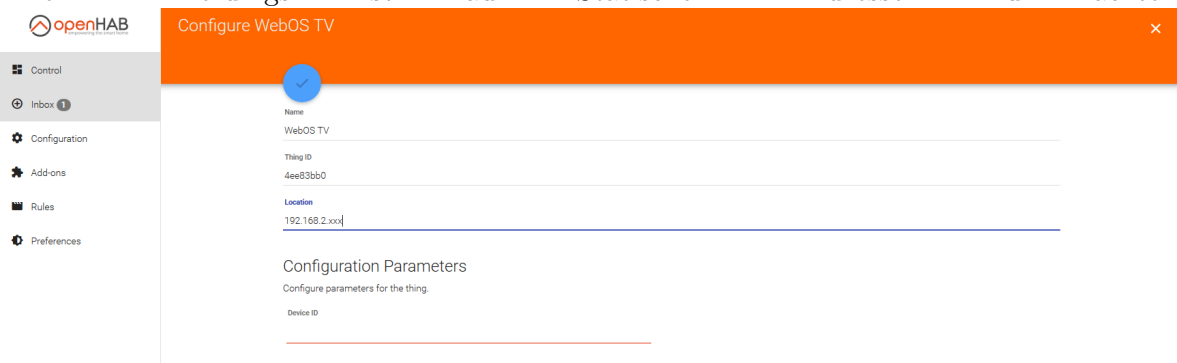 openHAB
empowering the smart home
Configure WebOS TV
×
Control
Inbox 1
Configuration
Add-ons
Rules
Preferences
Name
WebOS TV
Thing ID
4ee83bb0
Location
192.168.2.xxx
Configuration Parameters
Configure parameters for the thing.
Device ID